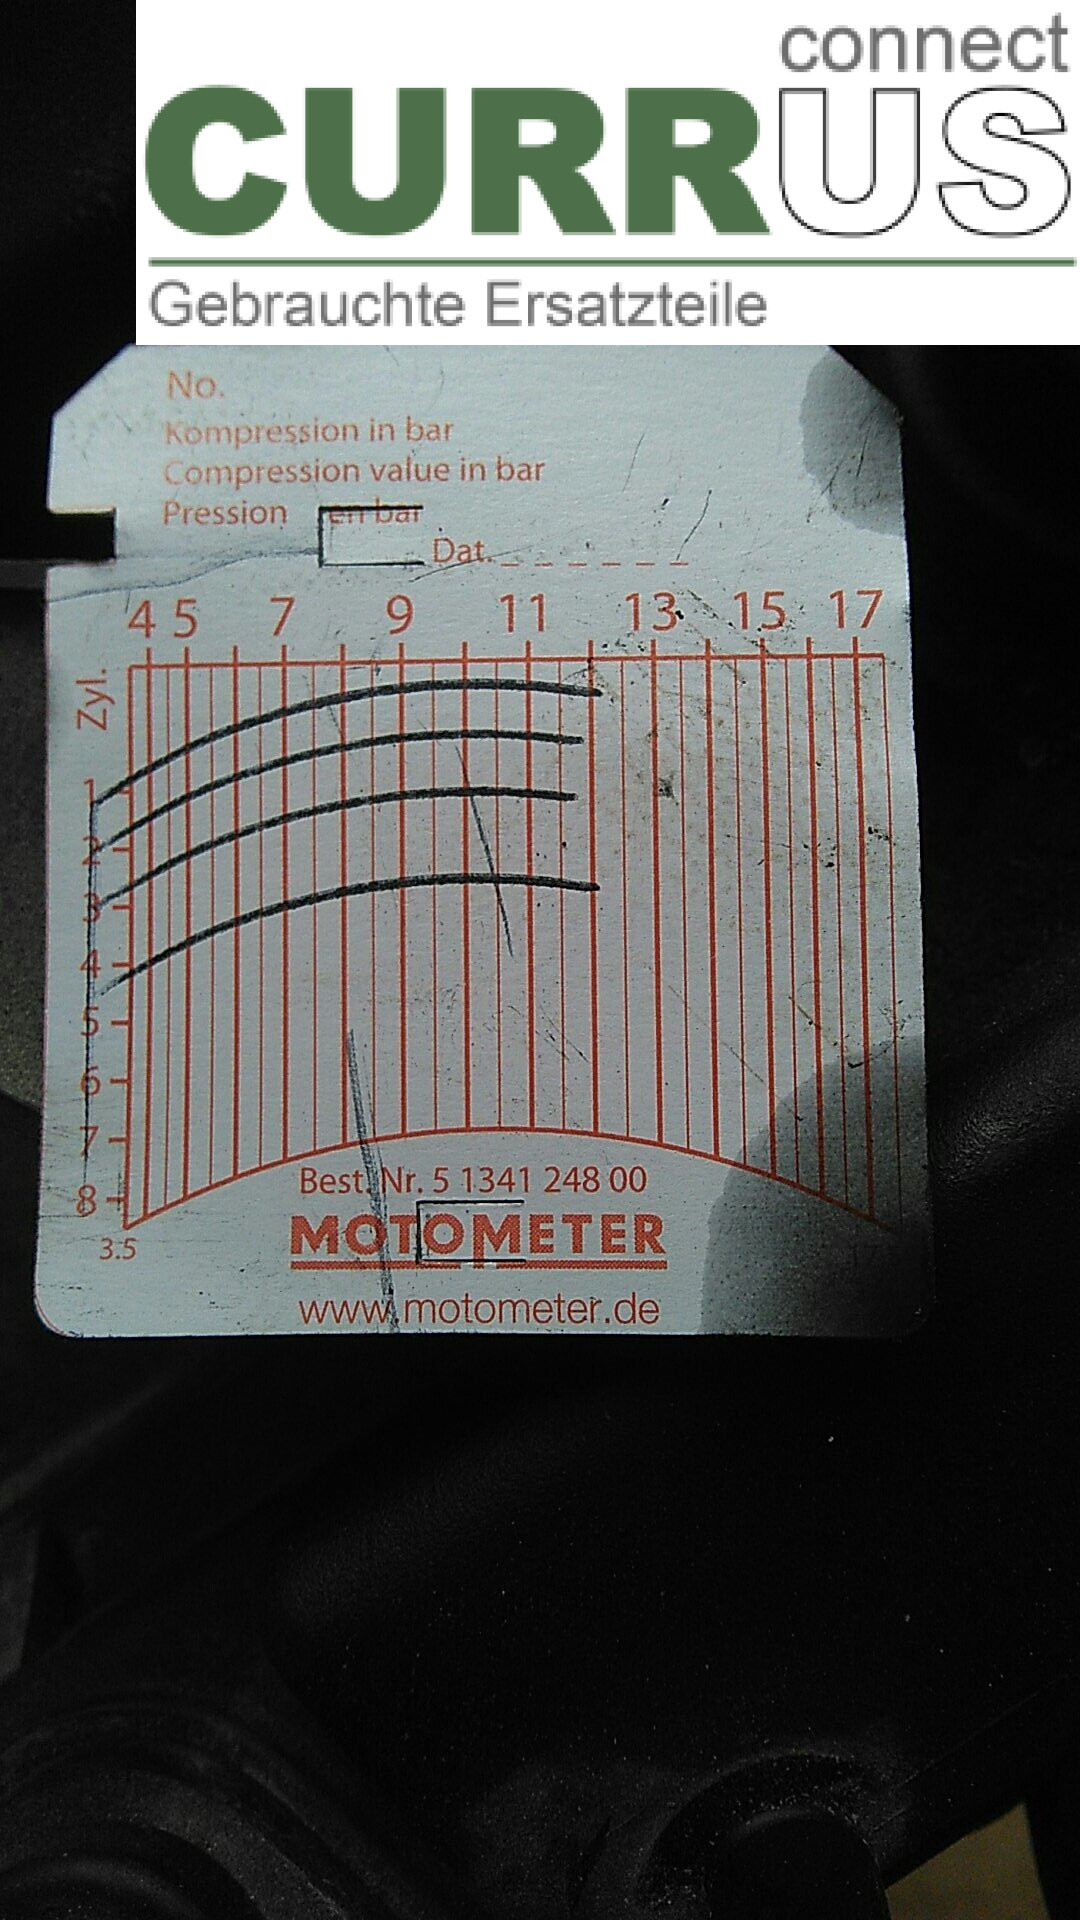 connect
CURRUS
Gebrauchte Ersatzteile
No.
Kompression in bar
Compression value in bar
Pression en bar
Dat.
4 5 7 9 11 13 15 17
Zyl.
1
2
3
4
5
6
7
8
3.5
Best. Nr. 5 1341 248 00
MOTOMETER
www.motometer.de